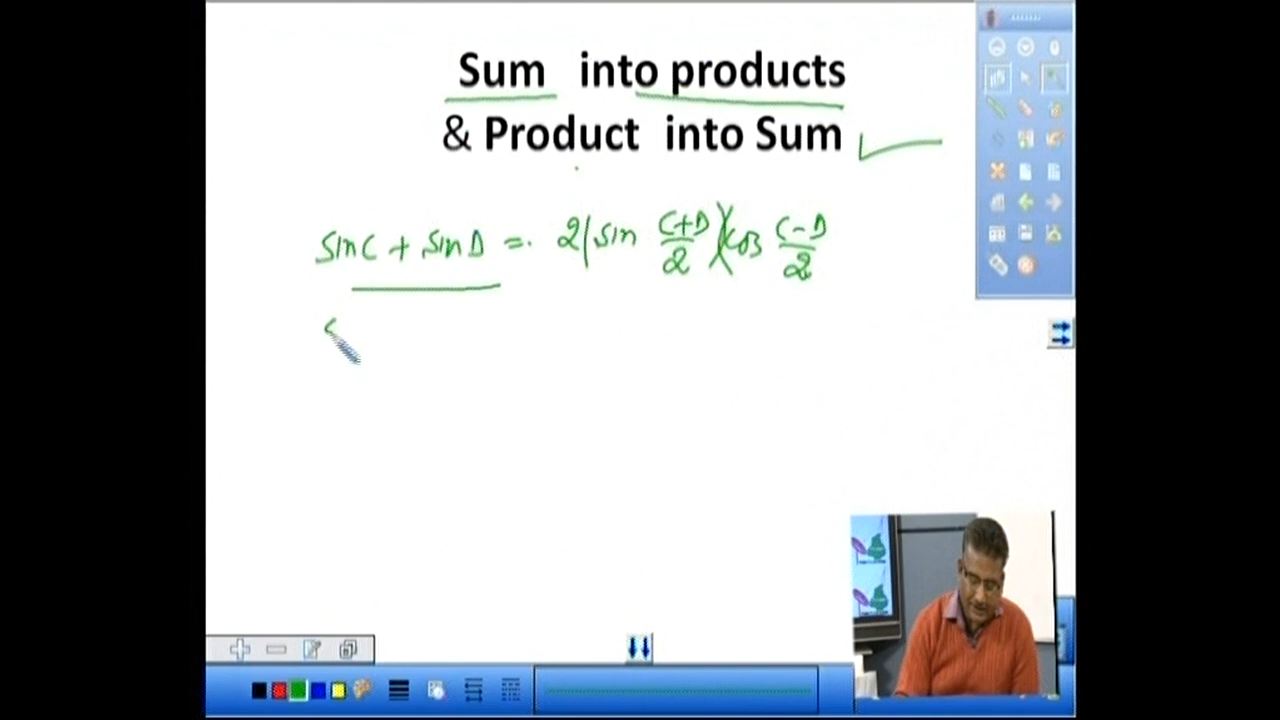 Sum into products
& Product into Sum
sinC + sinD = 2(sin C+D/2)(cos C-D/2)